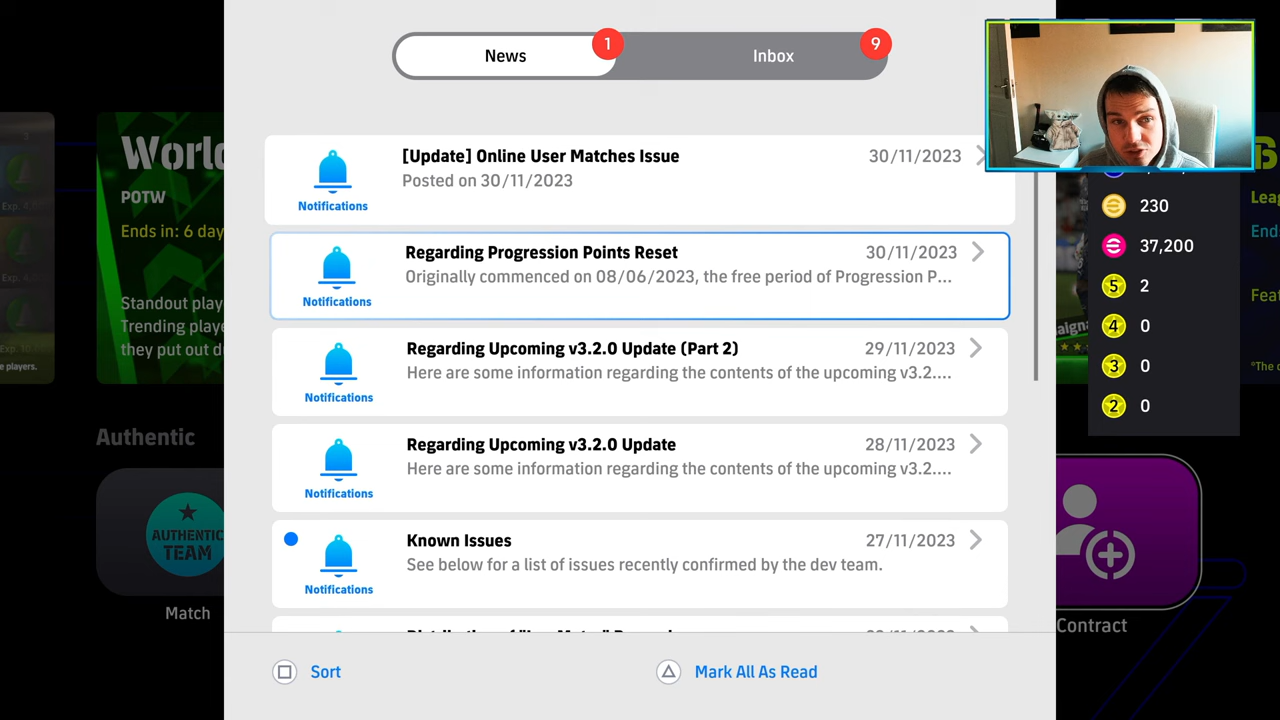 News
1
Inbox
9
[Update] Online User Matches Issue
30/11/2023
Posted on 30/11/2023
Notifications
Regarding Progression Points Reset
30/11/2023
Originally commenced on 08/06/2023, the free period of Progression P...
Notifications
Regarding Upcoming v3.2.0 Update (Part 2)
29/11/2023
Here are some information regarding the contents of the upcoming v3.2....
Notifications
Regarding Upcoming v3.2.0 Update
28/11/2023
Here are some information regarding the contents of the upcoming v3.2....
Notifications
Known Issues
27/11/2023
See below for a list of issues recently confirmed by the dev team.
Notifications
Sort
Mark All As Read
e players.
Worl
POTW
Ends in: 6 day
Standout play
Trending playe
they put out d
Authentic
AUTHENTIC
TEAM
Match
230
37,200
5 2
4 0
3 0
2 0
Leag
Ends
Feat
Contract